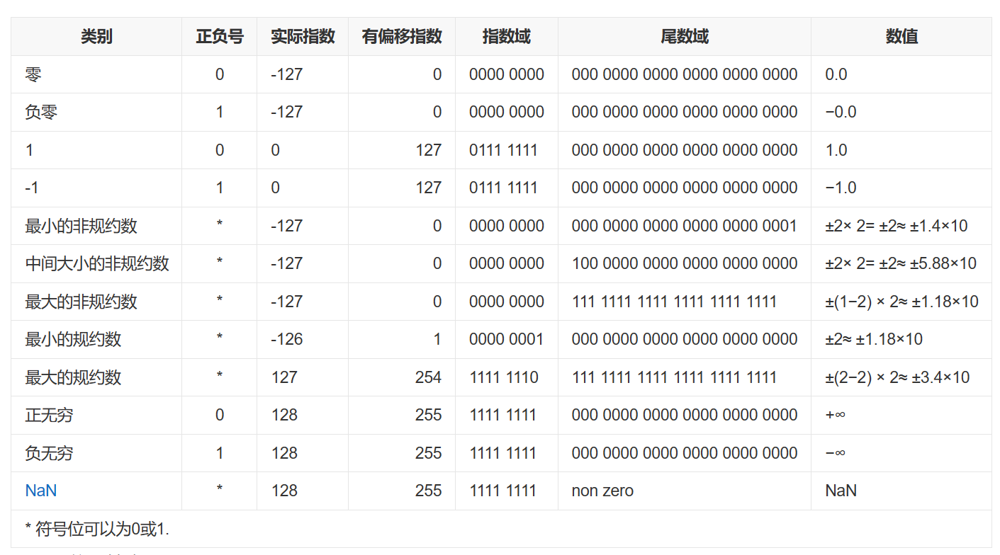 类别 正负号 实际指数 有偏移指数 指数域 尾数域 数值
零 0 -127 0 0000 0000 000 0000 0000 0000 0000 0000 0.0
负零 1 -127 0 0000 0000 000 0000 0000 0000 0000 0000 −0.0
1 0 0 127 0111 1111 000 0000 0000 0000 0000 0000 1.0
-1 1 0 127 0111 1111 000 0000 0000 0000 0000 0000 −1.0
最小的非规约数 * -127 0 0000 0000 000 0000 0000 0000 0000 0001 ±2× 2= ±2≈ ±1.4×10
中间大小的非规约数 * -127 0 0000 0000 100 0000 0000 0000 0000 0000 ±2× 2= ±2≈ ±5.88×10
最大的非规约数 * -127 0 0000 0000 111 1111 1111 1111 1111 1111 ±(1−2) × 2≈ ±1.18×10
最小的规约数 * -126 1 0000 0001 000 0000 0000 0000 0000 0000 ±2≈ ±1.18×10
最大的规约数 * 127 254 1111 1110 111 1111 1111 1111 1111 1111 ±(2−2) × 2≈ ±3.4×10
正无穷 0 128 255 1111 1111 000 0000 0000 0000 0000 0000 +∞
负无穷 1 128 255 1111 1111 000 0000 0000 0000 0000 0000 −∞
NaN * 128 255 1111 1111 non zero NaN
* 符号位可以为0或1.